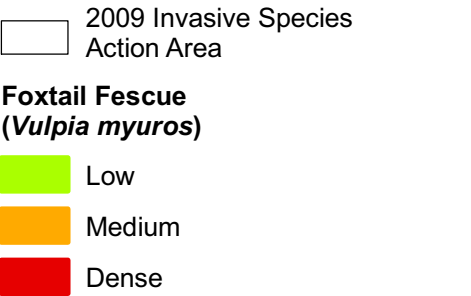 2009 Invasive Species
Action Area
Foxtail Fescue
(Vulpia myuros)
Low
Medium
Dense